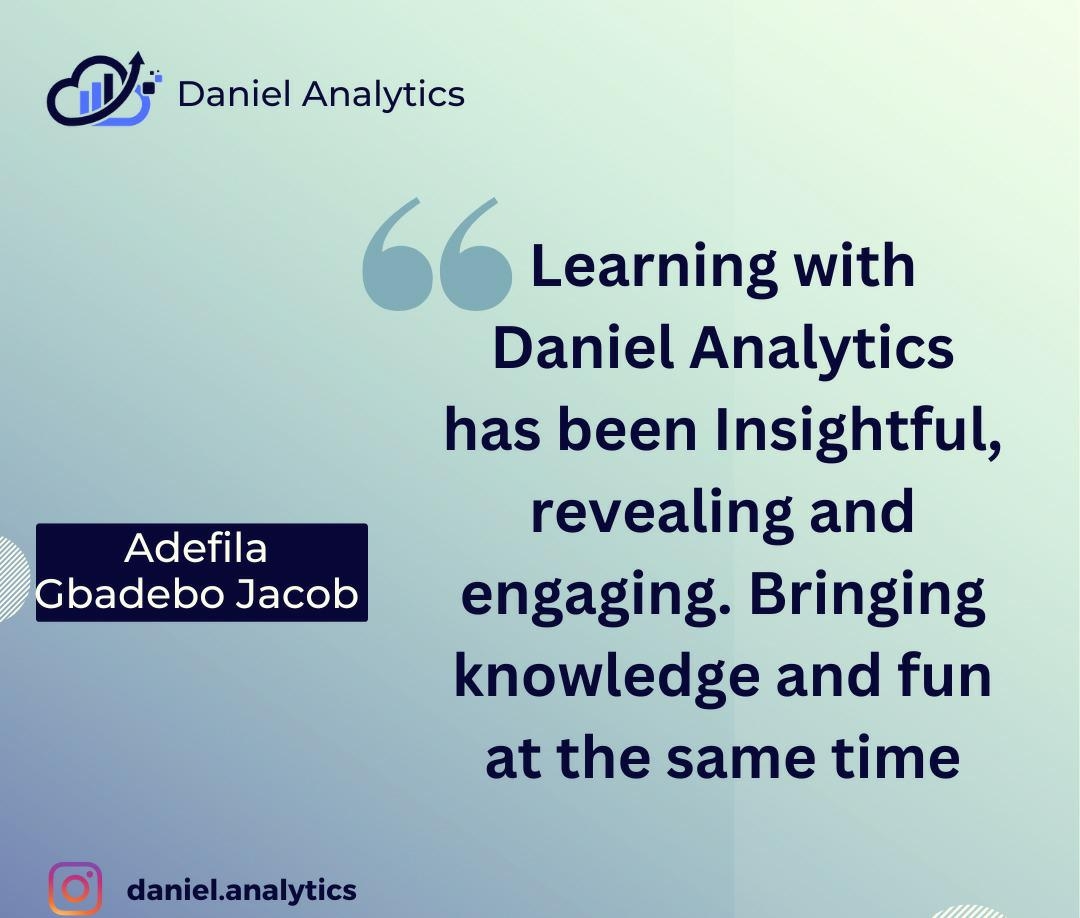 Daniel Analytics
Learning with
Daniel Analytics
has been Insightful,
revealing and
engaging. Bringing
knowledge and fun
at the same time
Adefila
Gbadebo Jacob
daniel.analytics